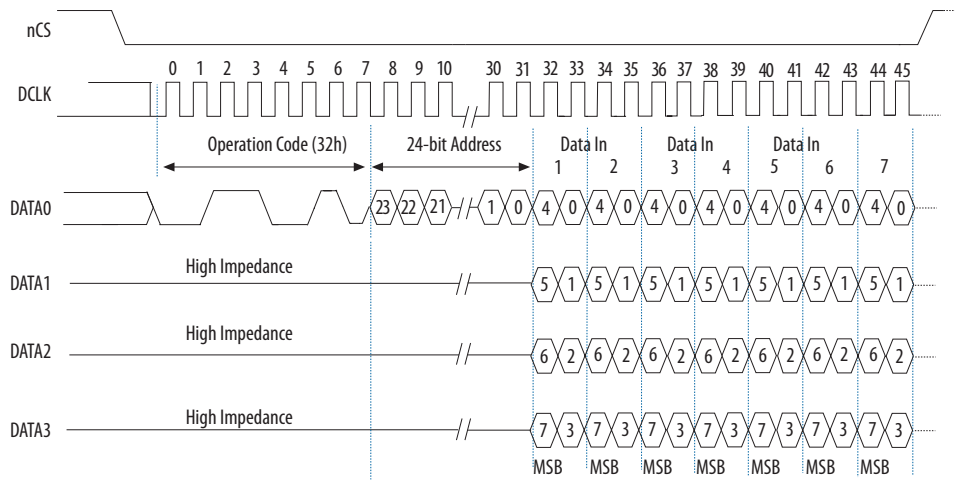 nCS
0 1 2 3 4 5 6 7 8 9 10 30 31 32 33 34 35 36 37 38 39 40 41 42 43 44 45
DCLK
Operation Code (32h) 24-bit Address Data In Data In Data In
1 2 3 4 5 6 7
DATA0 23 22 21 1 0 4 0 4 0 4 0 4 0 4 0 4 0 4 0
High Impedance
DATA1 5 1 5 1 5 1 5 1 5 1 5 1 5 1
High Impedance
DATA2 6 2 6 2 6 2 6 2 6 2 6 2 6 2
High Impedance
DATA3 7 3 7 3 7 3 7 3 7 3 7 3 7 3
MSB MSB MSB MSB MSB MSB MSB